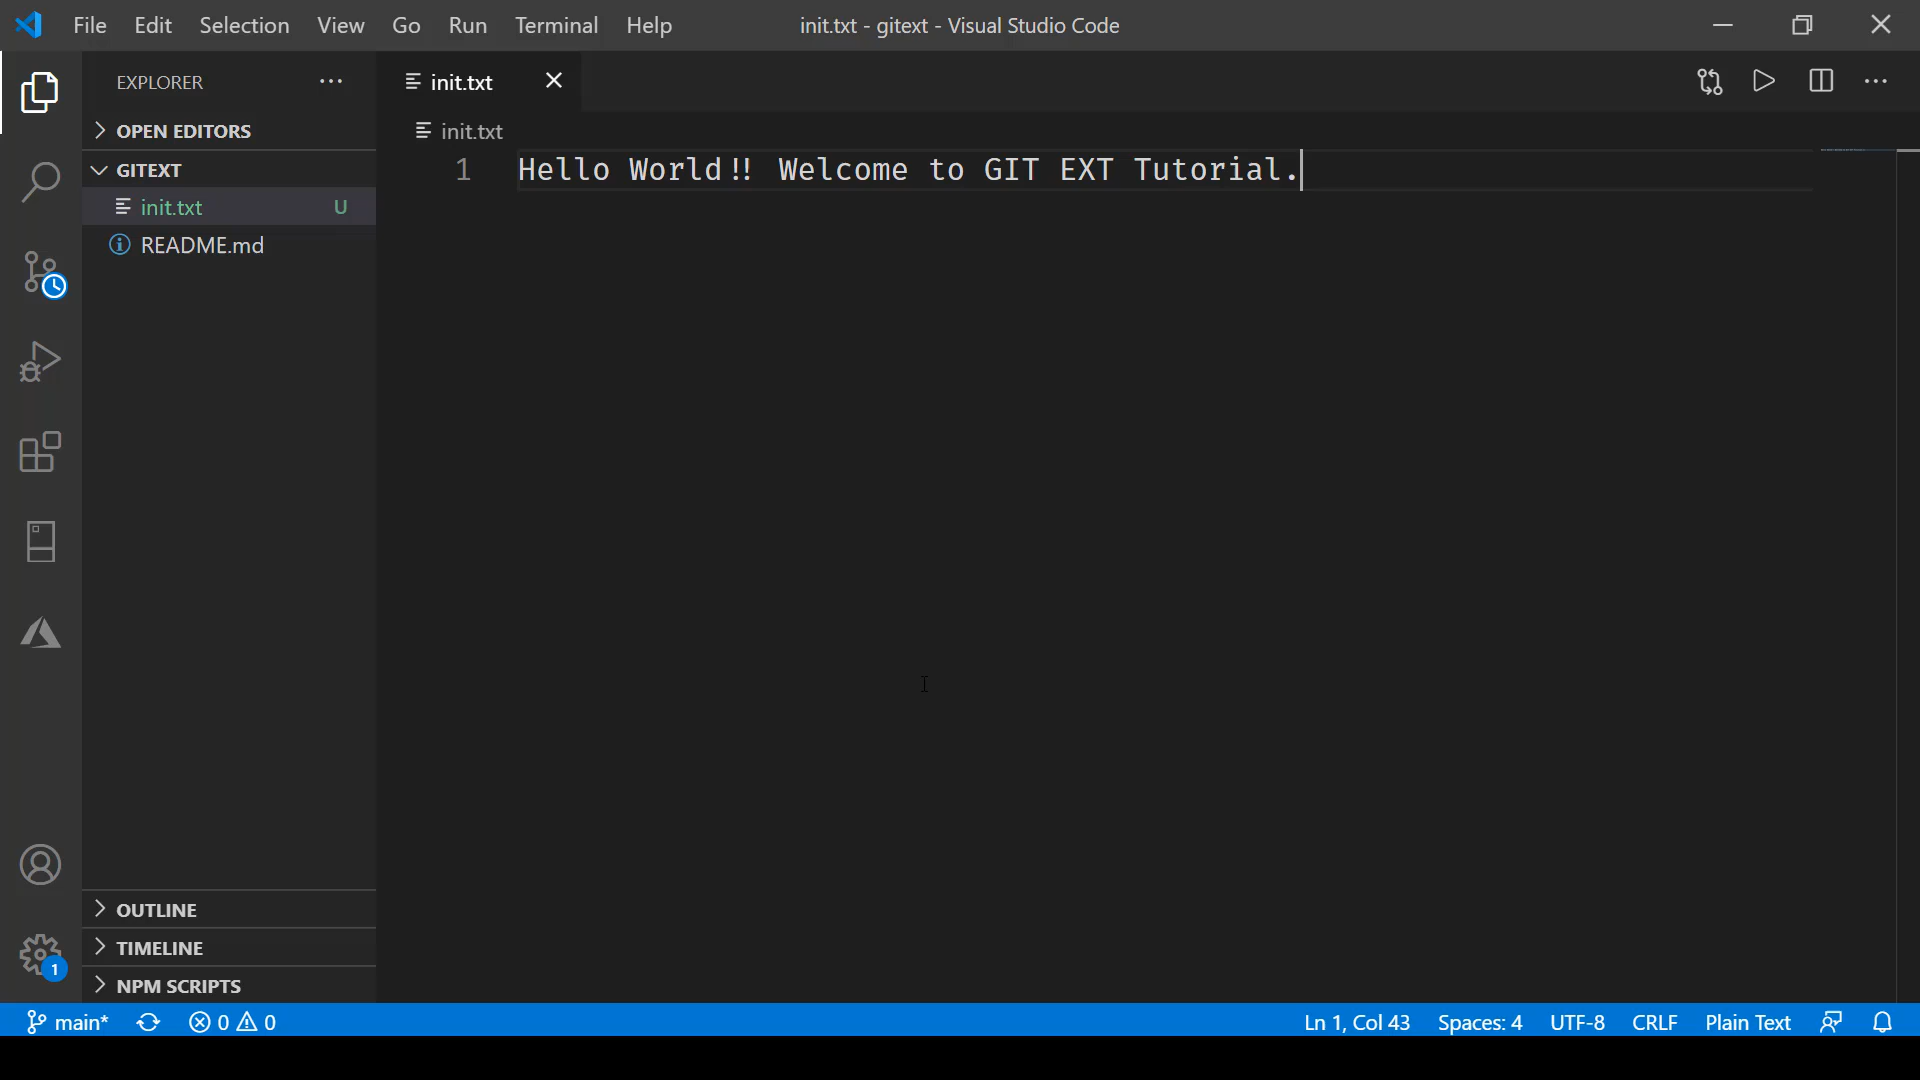 File Edit Selection View Go Run Terminal Help init.txt - gitext - Visual Studio Code
EXPLORER
init.txt
OPEN EDITORS
init.txt
GITEXT
1 Hello World!! Welcome to GIT EXT Tutorial.
init.txt U
README.md
OUTLINE
TIMELINE
1
NPM SCRIPTS
main* 0 0 Ln 1, Col 43 Spaces: 4 UTF-8 CRLF Plain Text